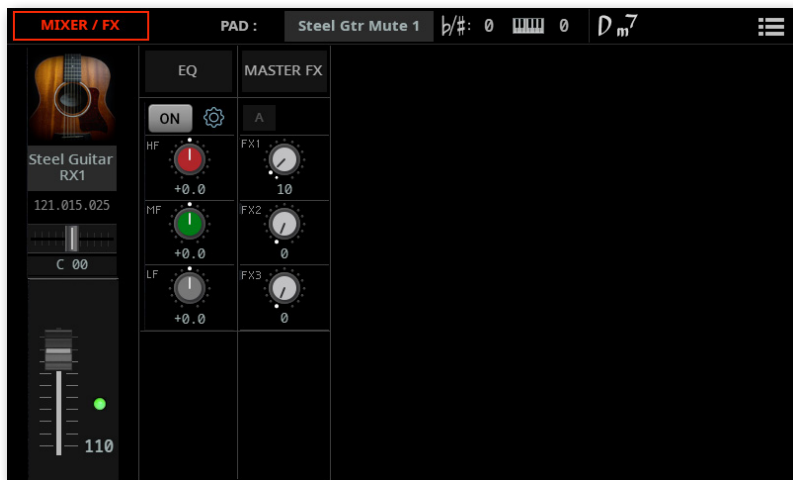 MIXER / FX
PAD :
Steel Gtr Mute 1
♭/#: 0
0
Dm7
Steel Guitar
RX1
121.015.025
C 00
110
EQ
ON
HF
+0.0
MF
+0.0
LF
+0.0
MASTER FX
A
FX1
10
FX2
0
FX3
0